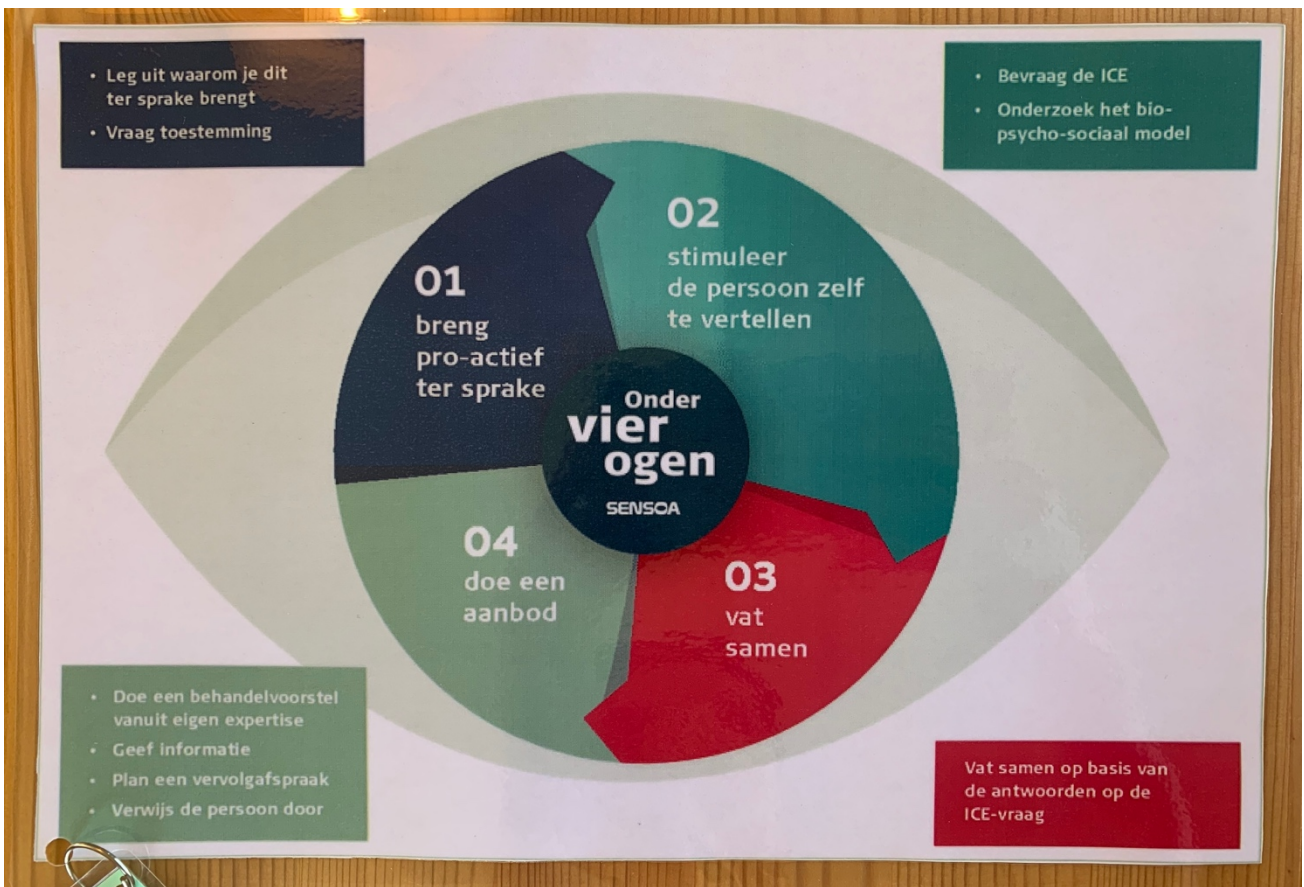 • Leg uit waarom je dit
ter sprake brengt
• Vraag toestemming
• Bevraag de ICE
• Onderzoek het bio-
psycho-sociaal model
01
breng
pro-actief
ter sprake
02
stimuleer
de persoon zelf
te vertellen
Onder
vier
ogen
SENSOA
03
vat
samen
04
doe een
aanbod
• Doe een behandelvoorstel
vanuit eigen expertise
• Geef informatie
• Plan een vervolgafspraak
• Verwijs de persoon door
Vat samen op basis van
de antwoorden op de
ICE-vraag